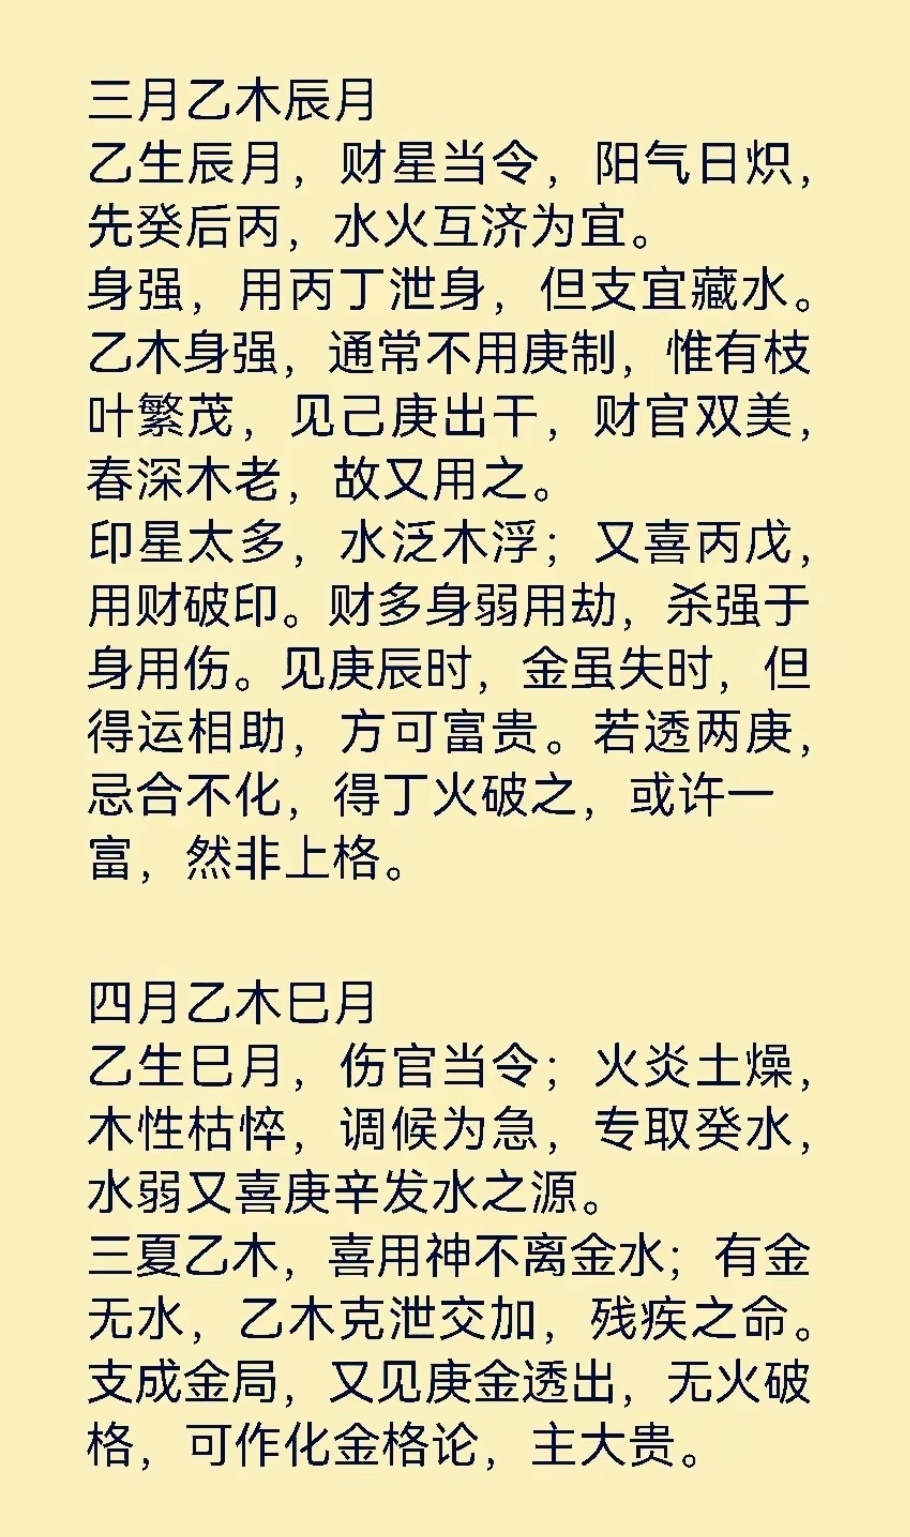 三月乙木辰月
乙生辰月，财星当令，阳气日炽，
先癸后丙，水火互济为宜。
身强，用丙丁泄身，但支宜藏水。
乙木身强，通常不用庚制，惟有枝
叶繁茂，见己庚出干，财官双美，
春深木老，故又用之。
印星太多，水泛木浮；又喜丙戊，
用财破印。财多身弱用劫，杀强于
身用伤。见庚辰时，金虽失时，但
得运相助，方可富贵。若透两庚，
忌合不化，得丁火破之，或许一
富，然非上格。
四月乙木巳月
乙生巳月，伤官当令；火炎土燥，
木性枯悴，调候为急，专取癸水，
水弱又喜庚辛发水之源。
三夏乙木，喜用神不离金水；有金
无水，乙木克泄交加，残疾之命。
支成金局，又见庚金透出，无火破
格，可作化金格论，主大贵。